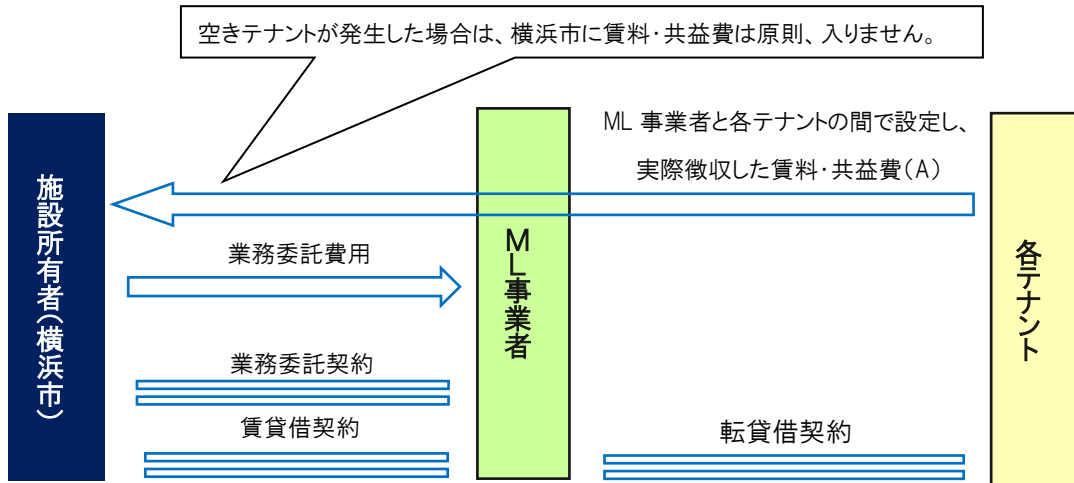 空きテナントが発生した場合は、横浜市に賃料・共益費は原則、入りません。
ML 事業者と各テナントの間で設定し、
実際徴収した賃料・共益費(A)
施設所有者(横浜市)
業務委託費用
ML事業者
各テナント
業務委託契約
賃貸借契約
転貸借契約